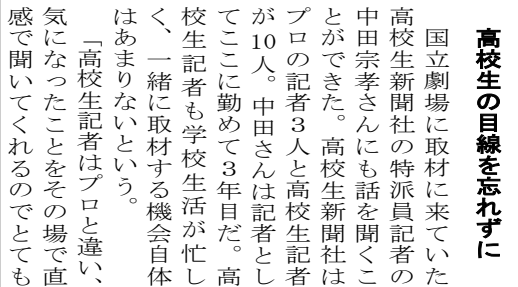 高校生の目線を忘れずに
国立劇場に取材に来ていた
高校生新聞社の特派員記者の
中田宗孝さんにも話を聞くこ
とができた。高校生新聞社は
プロの記者３人と高校生記者
が10人。中田さんは記者とし
てここに勤めて３年目だ。高
校生記者も学校生活が忙し
く、一緒に取材する機会自体
はあまりないという。
「高校生記者はプロと違い、
気になったことをその場で直
感で聞いてくれるのでとても